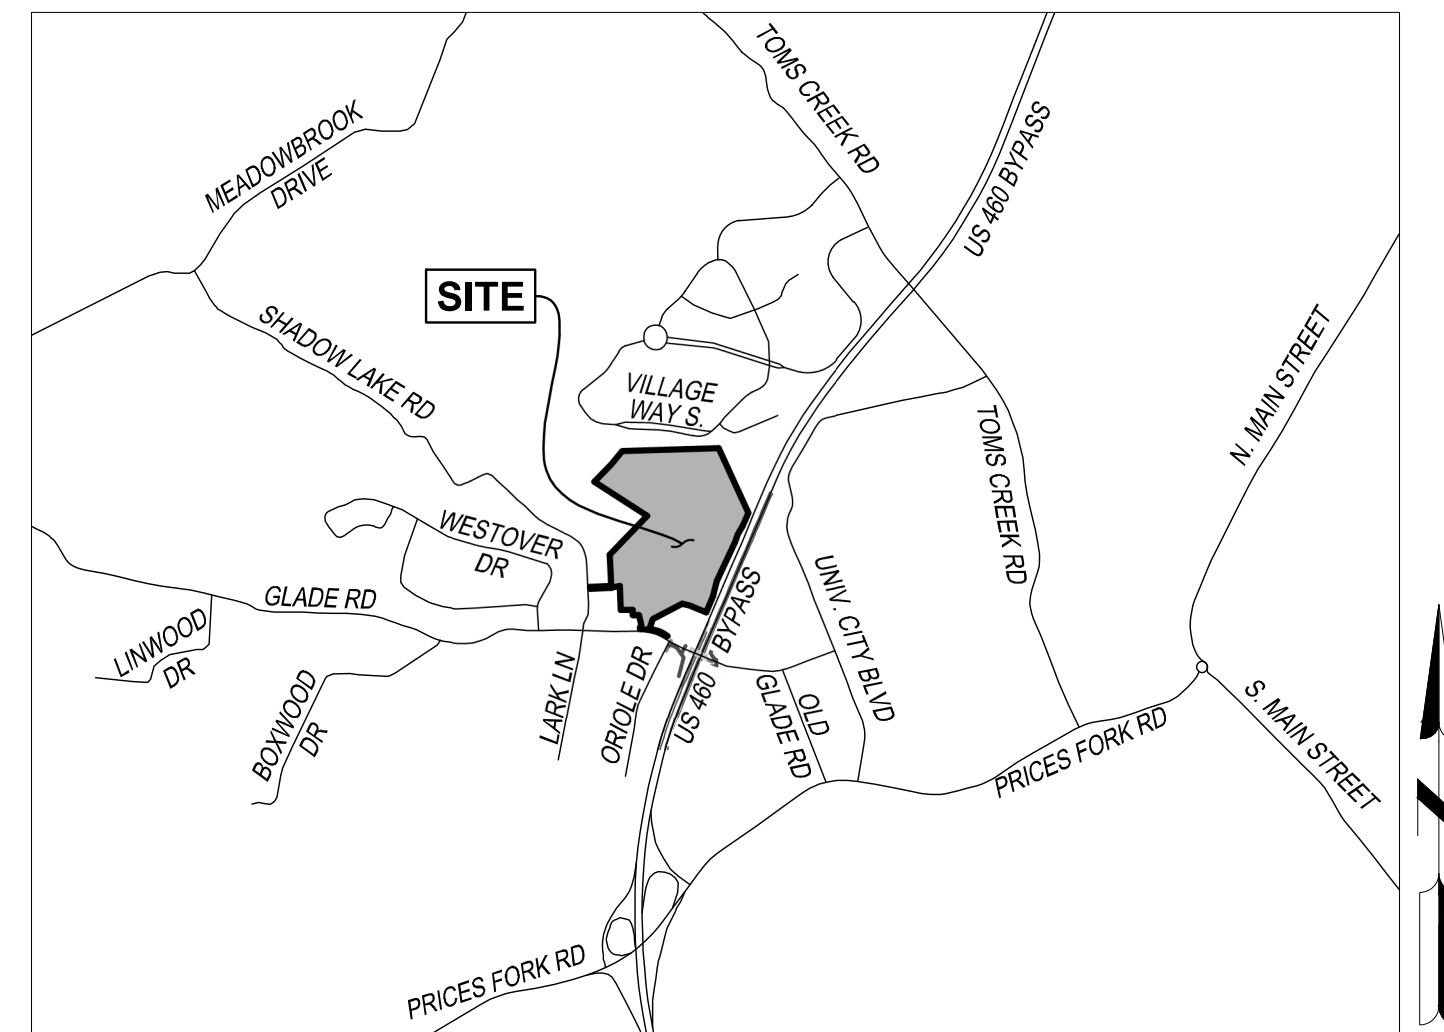 TOMS CREEK RD
MEADOWBROOK
DRIVE
US 460 BYPASS
SITE
SHADOW LAKE RD
N. MAIN STREET
VILLAGE
WAY S.
TOMS CREEK RD
WESTOVER
DR
GLADE RD
UNIV. CITY BLVD
LINWOOD
DR
BOXWOOD
DR
LARK LN
ORIOLE DR
US 460 BYPASS
OLD
GLADE RD
PRICES FORK RD
S. MAIN STREET
PRICES FORK RD